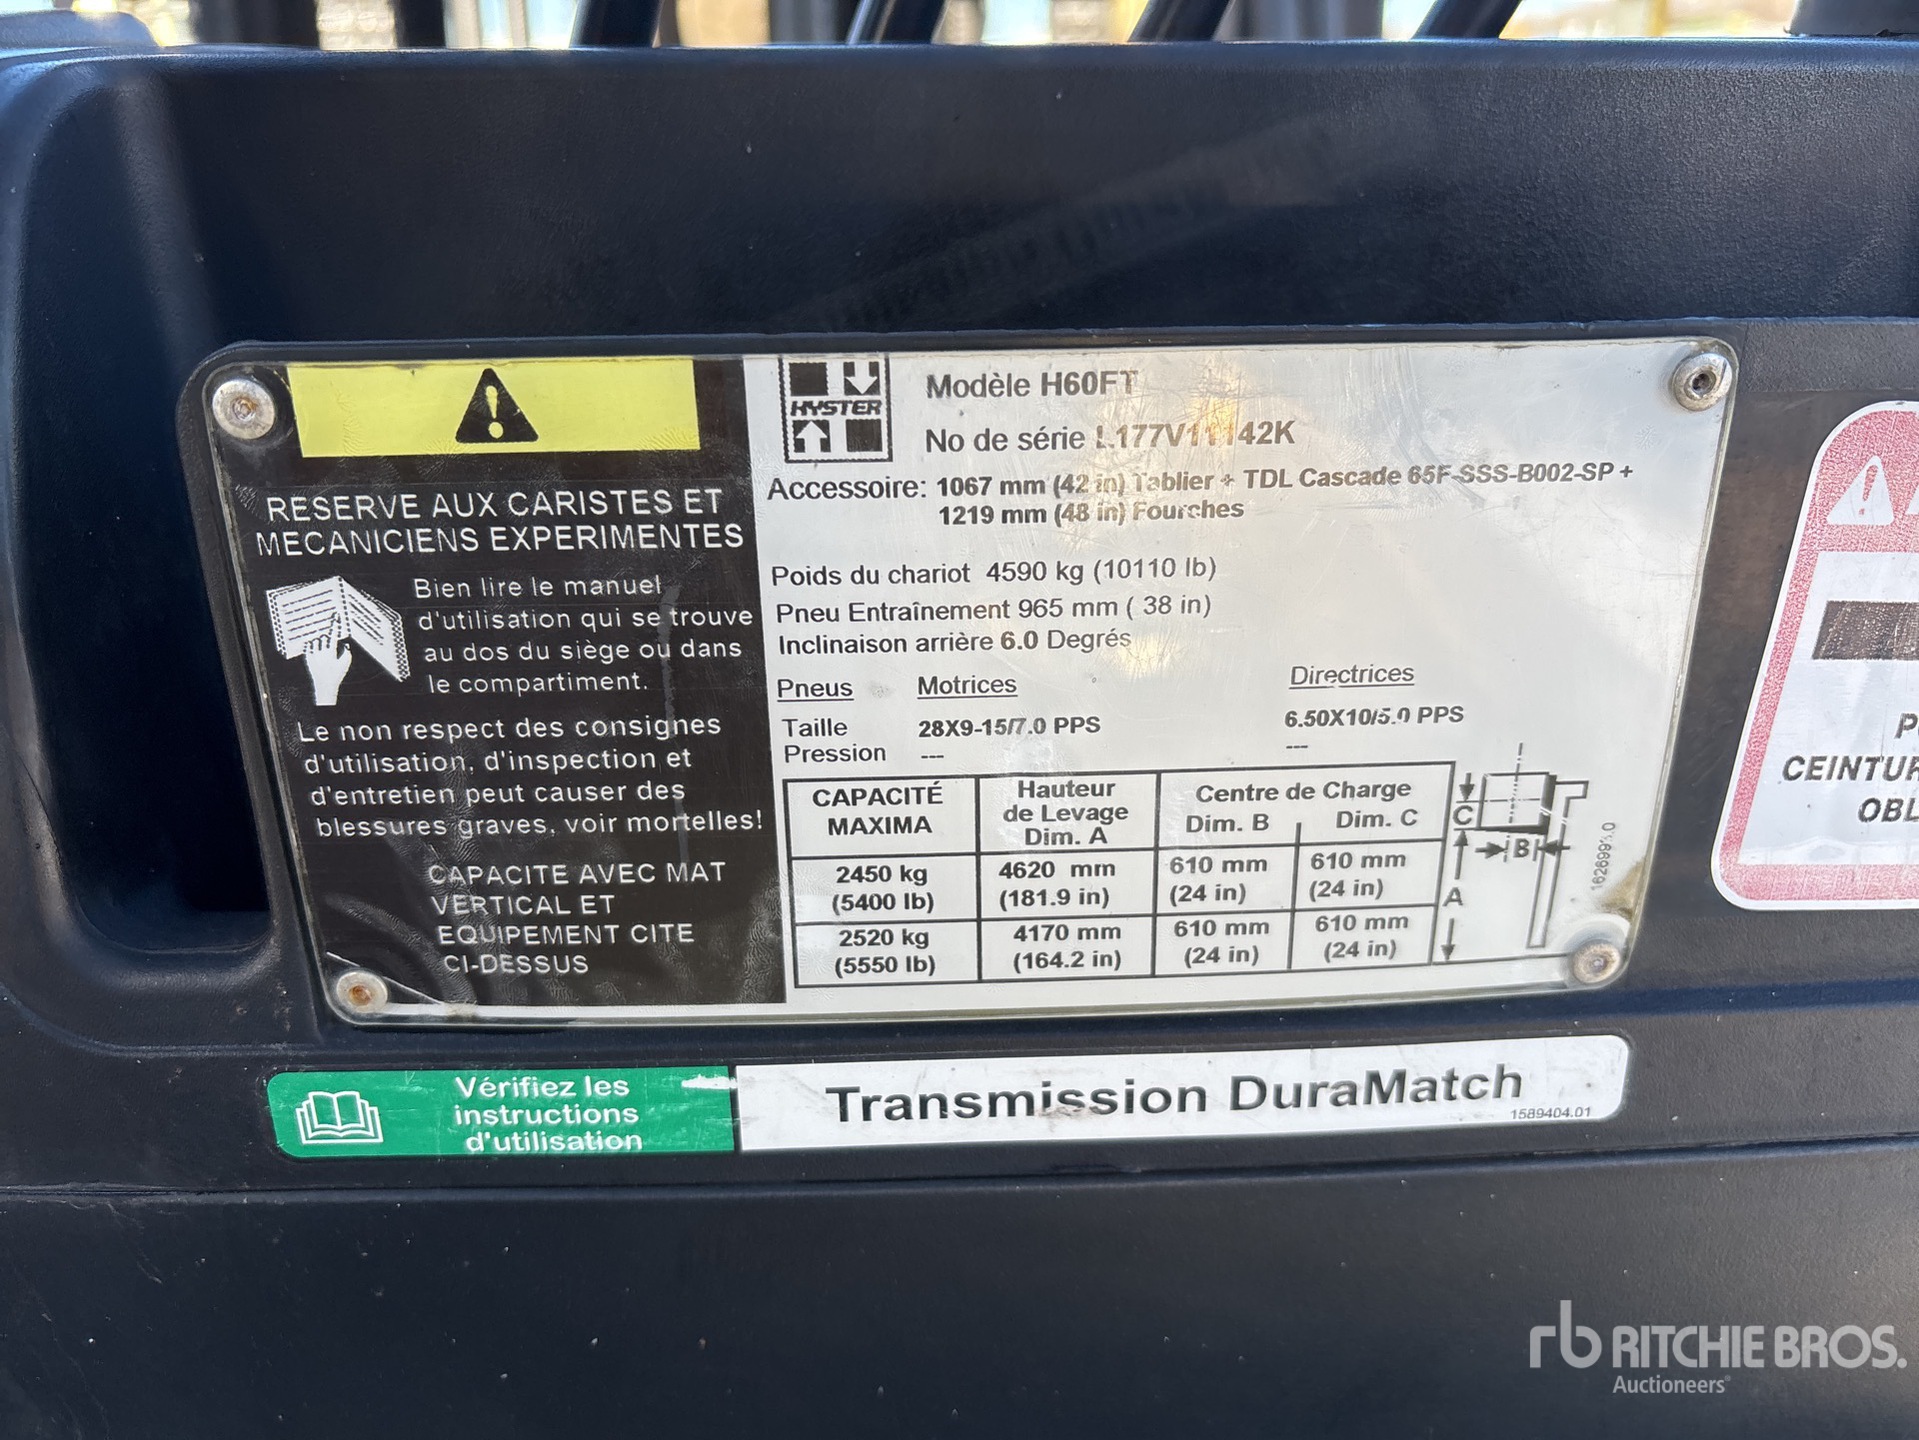 RESERVE AUX CARISTES ET
MECANICIENS EXPERIMENTES
Bien lire le manuel
d'utilisation qui se trouve
au dos du siège ou dans
le compartiment.
Le non respect des consignes
d'utilisation, d'inspection et
d'entretien peut causer des
blessures graves, voir mortelles!
CAPACITE AVEC MAT
VERTICAL ET
EQUIPEMENT CITE
CI-DESSUS
HYSTER
Modèle H60FT
No de série
Accessoire: 1067 mm (42 in) Tablier + TDL Cascade 65F-SSS-B002-SP +
1219 mm (48 in) Fourches
Poids du chariot 4590 kg (10110 lb)
Pneu Entraînement 965 mm ( 38 in)
Inclinaison arrière 6.0 Degrés
Pneus Motrices Directrices
Taille 28X9-15/7.0 PPS 6.50X10/5.0 PPS
Pression --- ---
CAPACITÉ MAXIMA Hauteur de Levage Dim. A Centre de Charge Dim. B Dim. C
2450 kg 4620 mm 610 mm 610 mm
(5400 lb) (181.9 in) (24 in) (24 in)
2520 kg 4170 mm 610 mm 610 mm
(5550 lb) (164.2 in) (24 in) (24 in)
C
B
A
Vérifiez les
instructions
d'utilisation
Transmission DuraMatch
1589404.01
CEINTUR
OBL
rb RITCHIE BROS.
Auctioneers